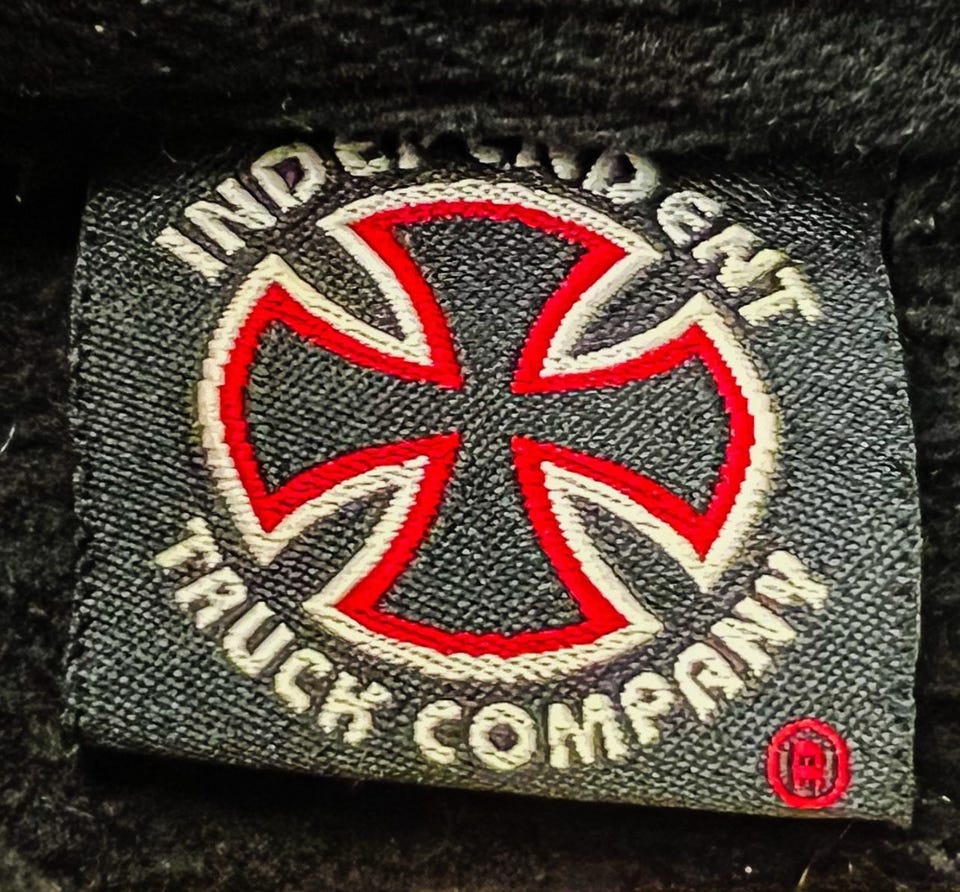 INDEPENDENT
TRUCK COMPANY
®